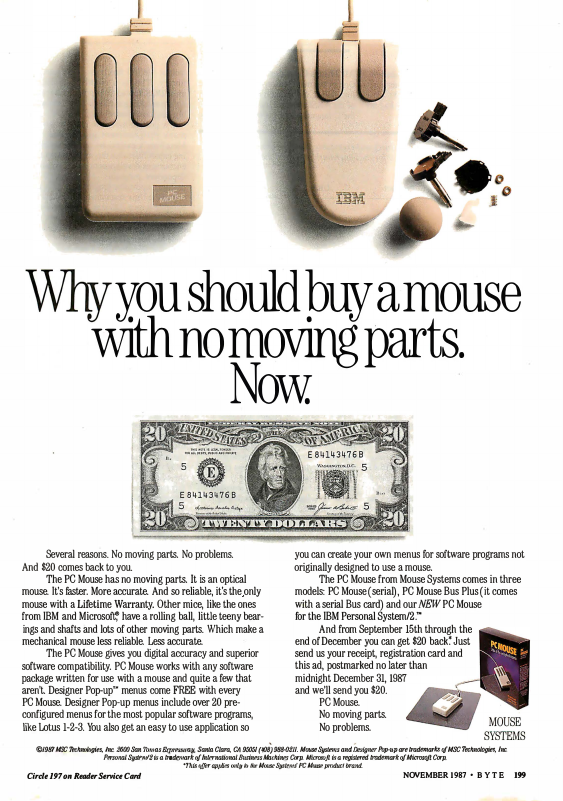 PC
MOUSE
IBM
Why you should buy a mouse
with no moving parts.
Now.
FEDERAL RESERVE NOTE
20 UNITED STATES OF AMERICA 20
E 84143476 B
WASHINGTON, D.C.
5 5
E
E 84143476 B
5 5
20 TWENTY DOLLARS 20
Several reasons. No moving parts. No problems.
And $20 comes back to you.
The PC Mouse has no moving parts. It is an optical
mouse. It's faster. More accurate. And so reliable, it's the only
mouse with a Lifetime Warranty. Other mice, like the ones
from IBM and Microsoft,® have a rolling ball, little teeny bear-
ings and shafts and lots of other moving parts. Which make a
mechanical mouse less reliable. Less accurate.
The PC Mouse gives you digital accuracy and superior
software compatibility. PC Mouse works with any software
package written for use with a mouse and quite a few that
aren't. Designer Pop-up™ menus come FREE with every
PC Mouse. Designer Pop-up menus include over 20 pre-
configured menus for the most popular software programs,
like Lotus 1-2-3. You also get an easy to use application so
you can create your own menus for software programs not
originally designed to use a mouse.
The PC Mouse from Mouse Systems comes in three
models: PC Mouse (serial), PC Mouse Bus Plus (it comes
with a serial Bus card) and our NEW PC Mouse
for the IBM Personal System/2.™
And from September 15th through the
end of December you can get $20 back.* Just
send us your receipt, registration card and
this ad, postmarked no later than
midnight December 31, 1987
and we'll send you $20.
PC Mouse.
No moving parts.
No problems.
PC MOUSE
MOUSE
SYSTEMS
©1987 MSC Technologies, Inc. 2600 San Tomas Expressway, Santa Clara, CA 95051 (408) 988-0211. Mouse Systems and Designer Pop-up are trademarks of MSC Technologies, Inc.
Personal System/2 is a trademark of International Business Machines Corp. Microsoft is a registered trademark of Microsoft Corp.
*This offer applies only to the Mouse Systems' PC Mouse product brand.
Circle 197 on Reader Service Card
NOVEMBER 1987 • BYTE 199